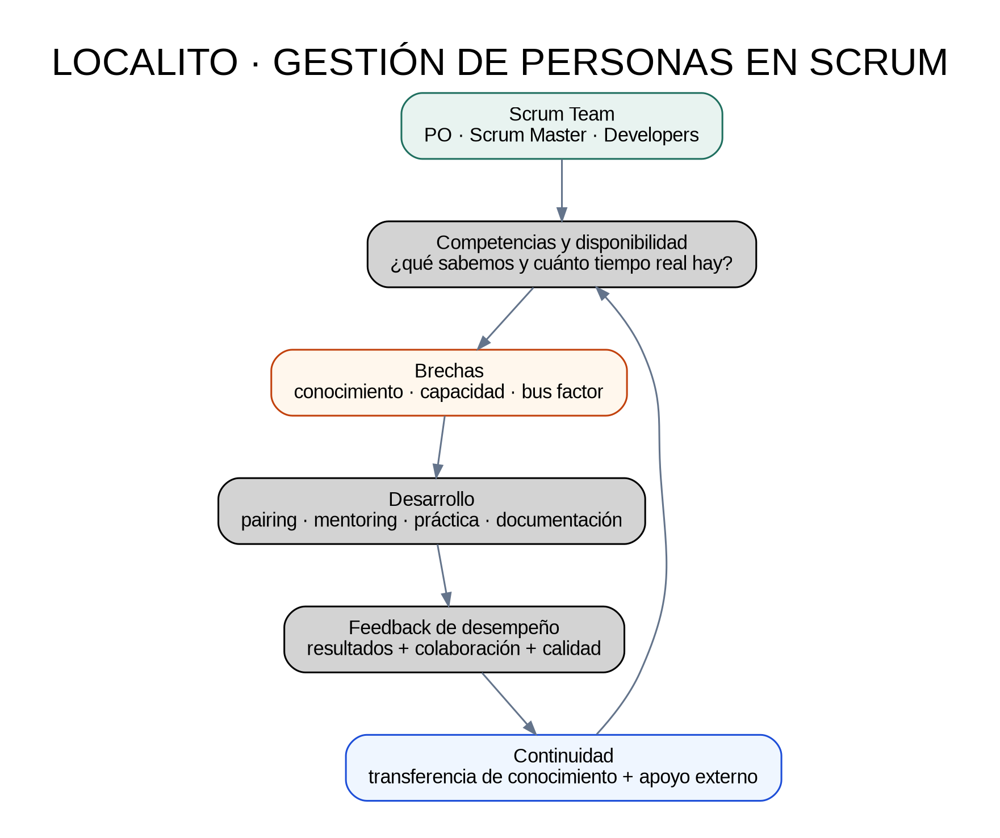 LOCALITO · GESTIÓN DE PERSONAS EN SCRUM
Scrum Team
PO · Scrum Master · Developers
Competencias y disponibilidad
¿qué sabemos y cuánto tiempo real hay?
Brechas
conocimiento · capacidad · bus factor
Desarrollo
pairing · mentoring · práctica · documentación
Feedback de desempeño
resultados + colaboración + calidad
Continuidad
transferencia de conocimiento + apoyo externo